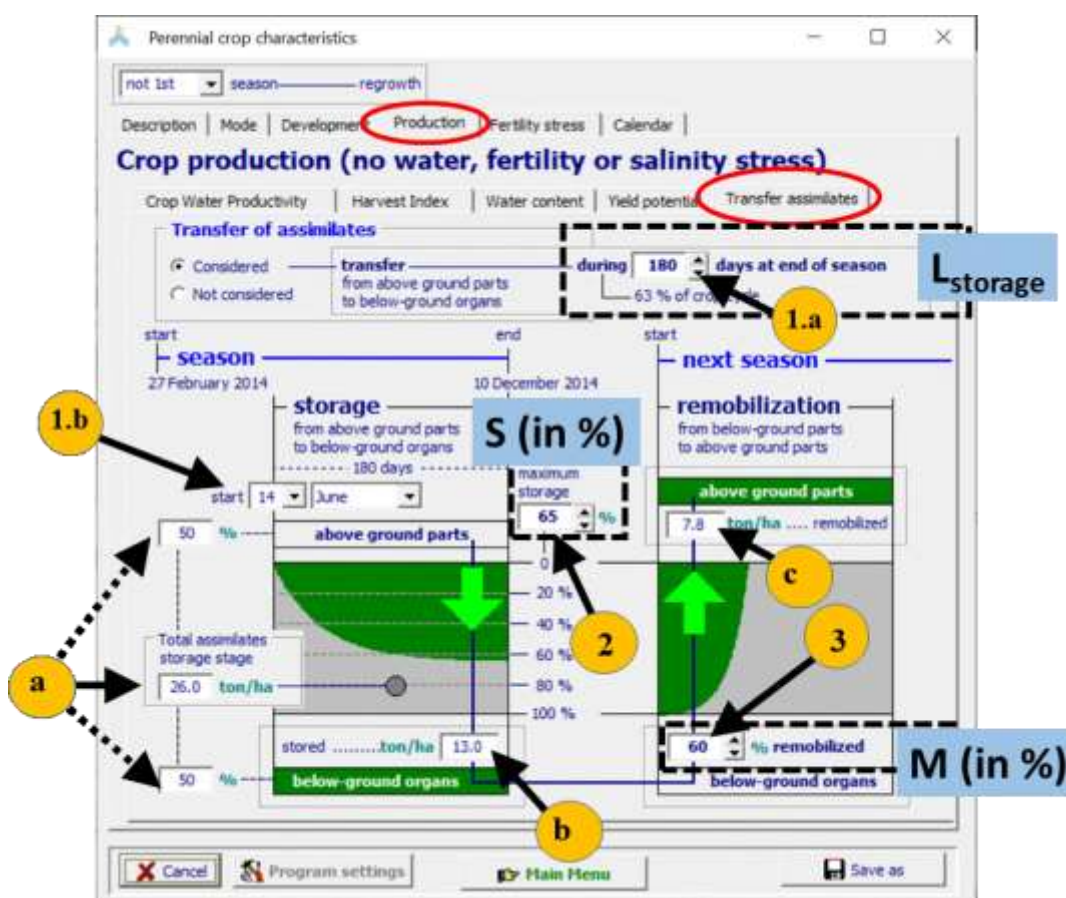 Perennial crop characteristics
not 1st season regrowth
Description Mode Development Production Fertility stress Calendar
Crop production (no water, fertility or salinity stress)
Crop Water Productivity Harvest Index Water content Yield potential Transfer assimilates
Transfer of assimilates
Considered transfer during 180 days at end of season
from above ground parts
Not considered to below-ground organs 63 % of crop cycle
Lstorage
1.a
start end start
season next season
27 February 2014 10 December 2014
storage remobilization
from above ground parts from below-ground parts
to below-ground organs to above ground parts
S (in %)
1.b
180 days maximum
storage
start 14 June 65 % above ground parts
50 % above ground parts 7.8 ton/ha .... remobilized
0
c
20 %
40 %
2 3
60 %
Total assimilates
storage stage
a 26.0 ton/ha 80 %
100 %
stored .........ton/ha 13.0 60 % remobilized
M (in %)
50 % below-ground organs below-ground organs
b
Cancel Program settings Main Menu Save as